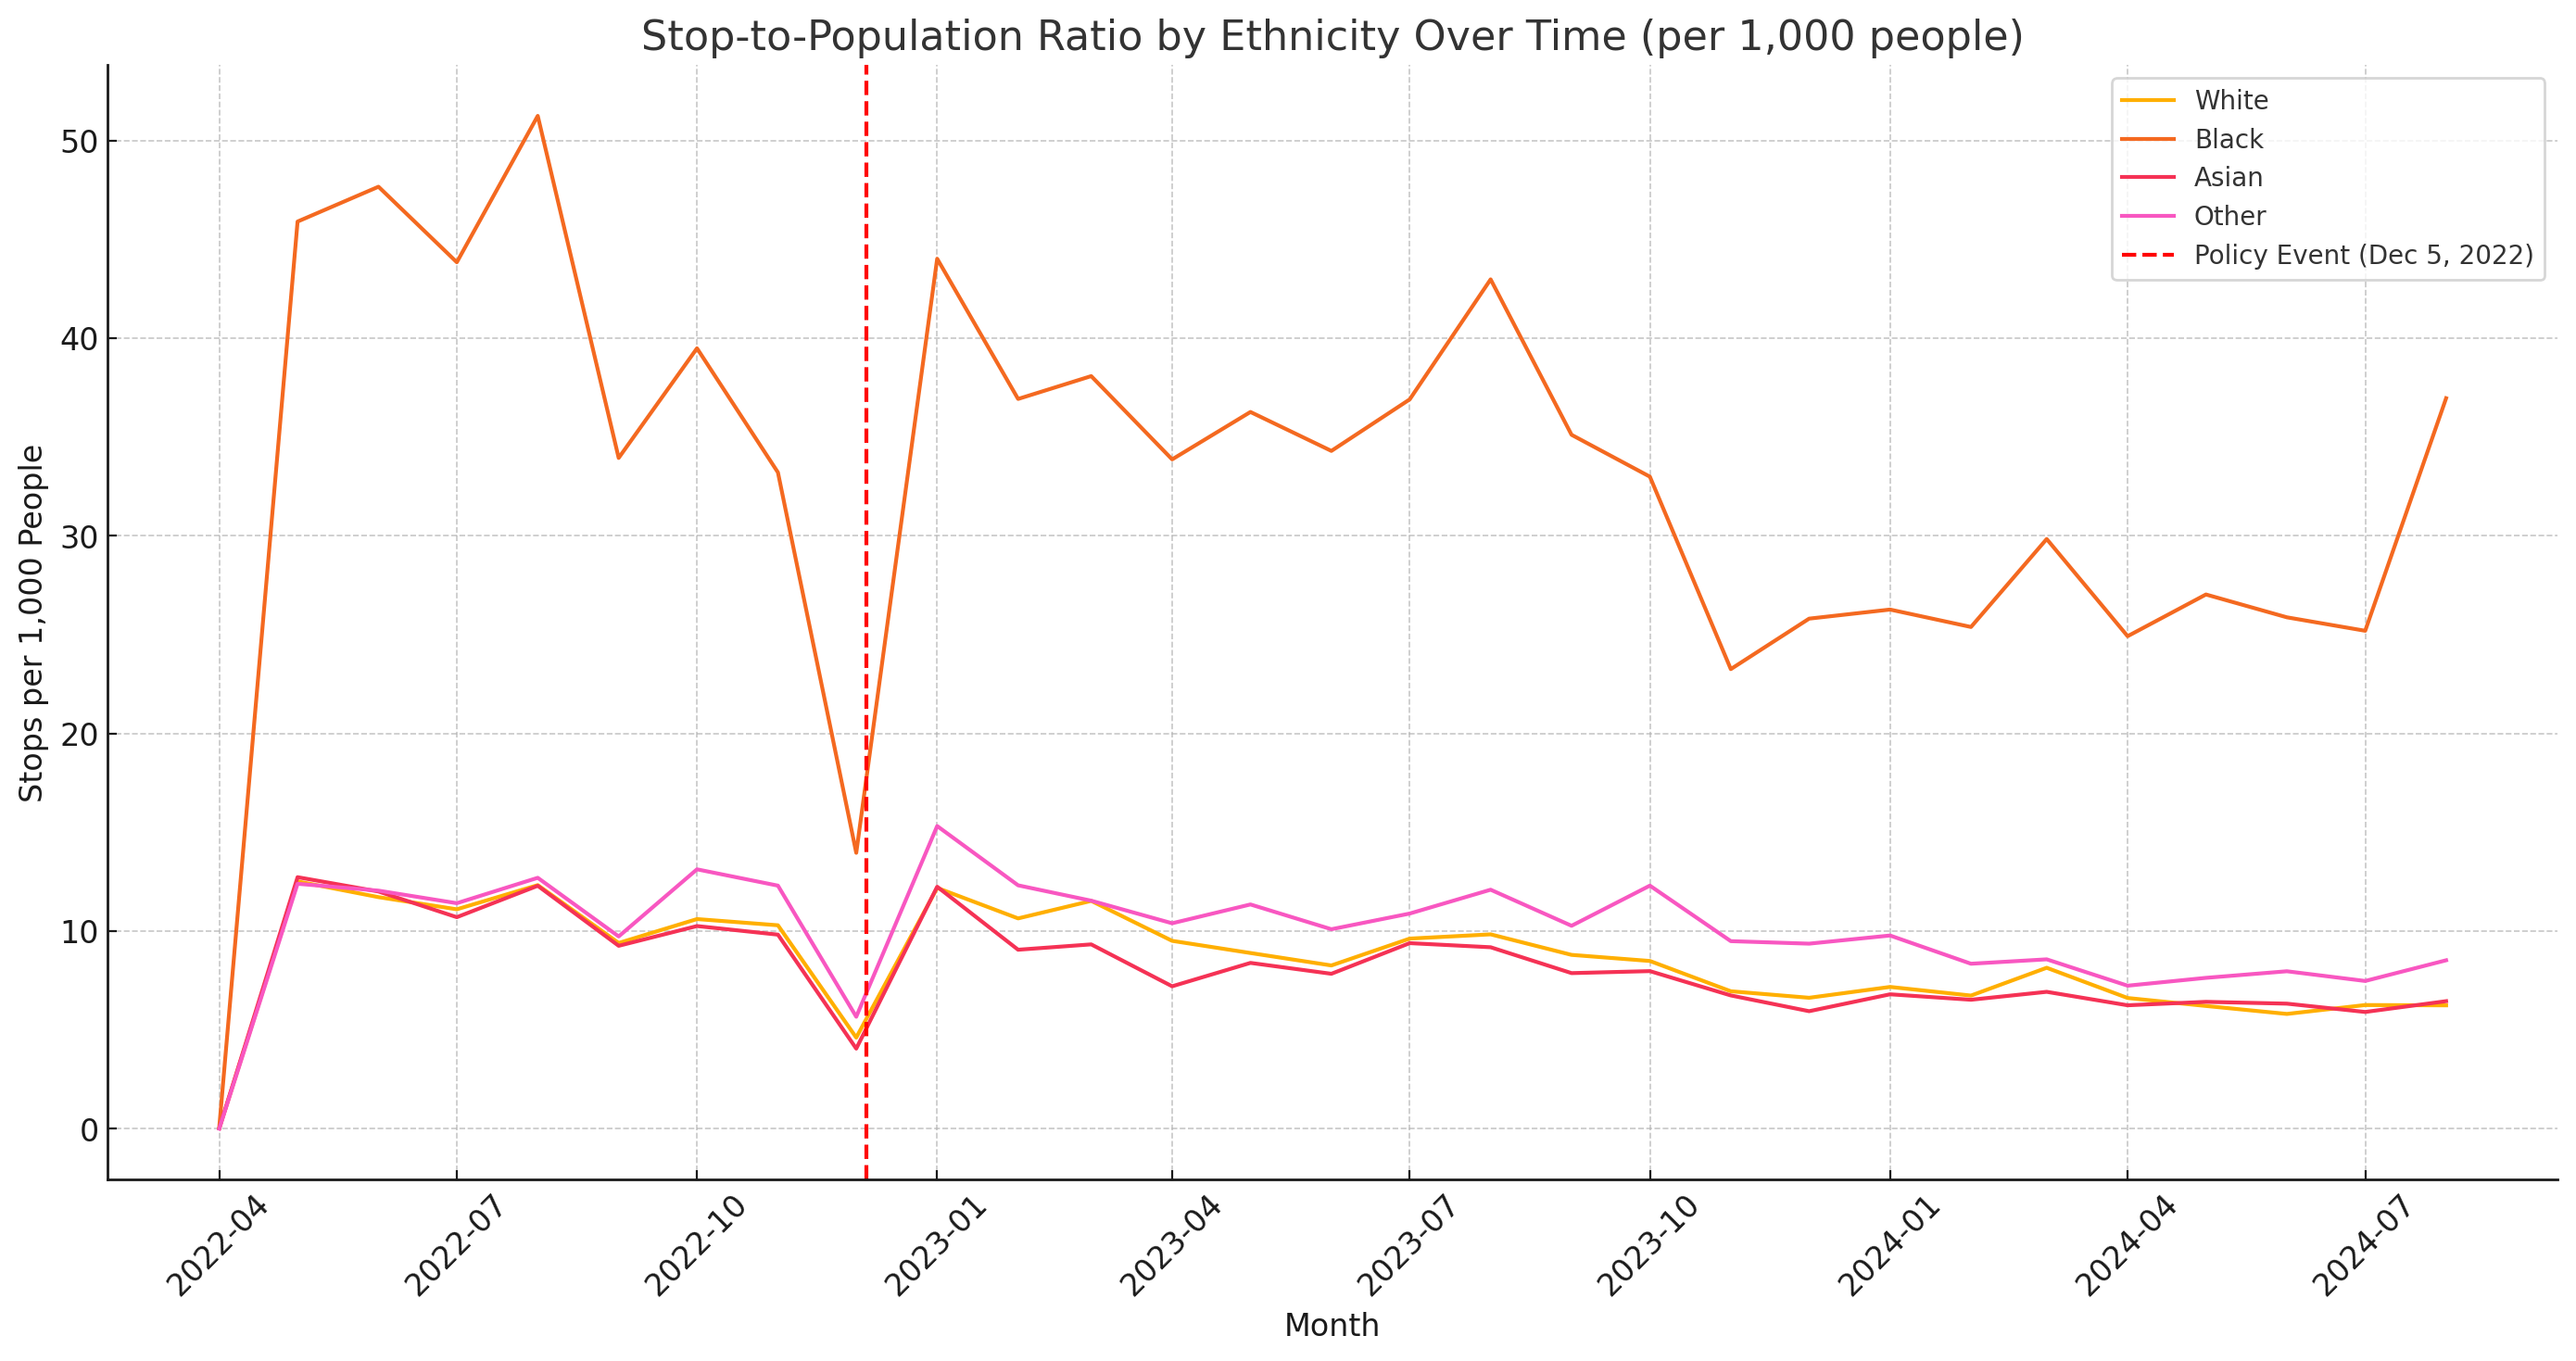 Stop-to-Population Ratio by Ethnicity Over Time (per 1,000 people)
White
Black
Asian
Other
Policy Event (Dec 5, 2022)
Stops per 1,000 People
50
40
30
20
10
0
2022-04
2022-07
2022-10
2023-01
2023-04
2023-07
2023-10
2024-01
2024-04
2024-07
Month